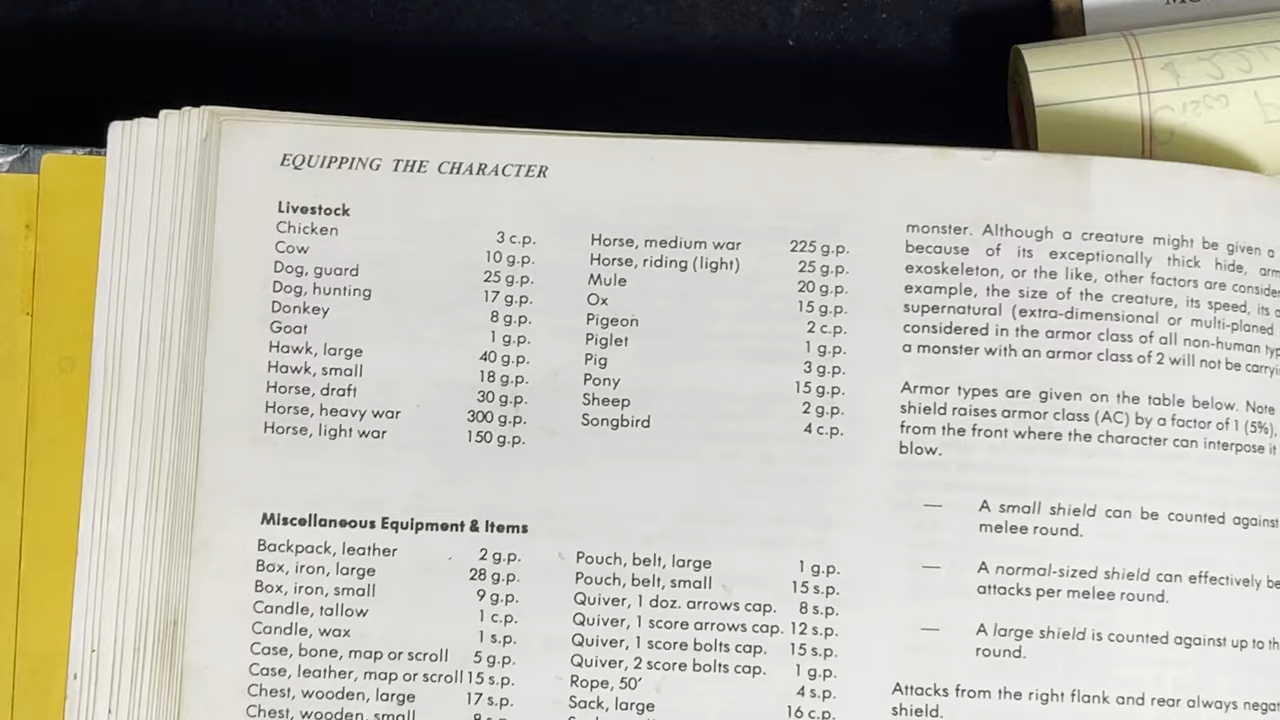 EQUIPPING THE CHARACTER
Livestock
Chicken 3 c.p.
Cow 10 g.p.
Dog, guard 25 g.p.
Dog, hunting 17 g.p.
Donkey 8 g.p.
Goat 1 g.p.
Hawk, large 40 g.p.
Hawk, small 18 g.p.
Horse, draft 30 g.p.
Horse, heavy war 300 g.p.
Horse, light war 150 g.p.
Horse, medium war 225 g.p.
Horse, riding (light) 25 g.p.
Mule 20 g.p.
Ox 15 g.p.
Pigeon 2 c.p.
Piglet 1 g.p.
Pig 3 g.p.
Pony 15 g.p.
Sheep 2 g.p.
Songbird 4 c.p.
Miscellaneous Equipment & Items
Backpack, leather 2 g.p.
Box, iron, large 28 g.p.
Box, iron, small 9 g.p.
Candle, tallow 1 c.p.
Candle, wax 1 s.p.
Case, bone, map or scroll 5 g.p.
Case, leather, map or scroll 15 s.p.
Chest, wooden, large 17 s.p.
Chest, wooden, small
Pouch, belt, large 1 g.p.
Pouch, belt, small 15 s.p.
Quiver, 1 doz. arrows cap. 8 s.p.
Quiver, 1 score arrows cap. 12 s.p.
Quiver, 1 score bolts cap. 15 s.p.
Quiver, 2 score bolts cap. 1 g.p.
Rope, 50' 4 s.p.
Sack, large 16 c.p.
monster. Although a creature might be given a
because of its exceptionally thick hide,
exoskeleton, or the like, other factors are
example, the size of the creature, its speed, its
supernatural (extra-dimensional or multi-planed
considered in the armor class of all non-human
a monster with an armor class of 2 will not be
Armor types are given on the table below. Note
shield raises armor class (AC) by a factor of 1 (5%),
from the front where the character can interpose it
blow.
— A small shield can be counted against
melee round.
— A normal-sized shield can effectively be
attacks per melee round.
— A large shield is counted against up to
round.
Attacks from the right flank and rear always
shield.